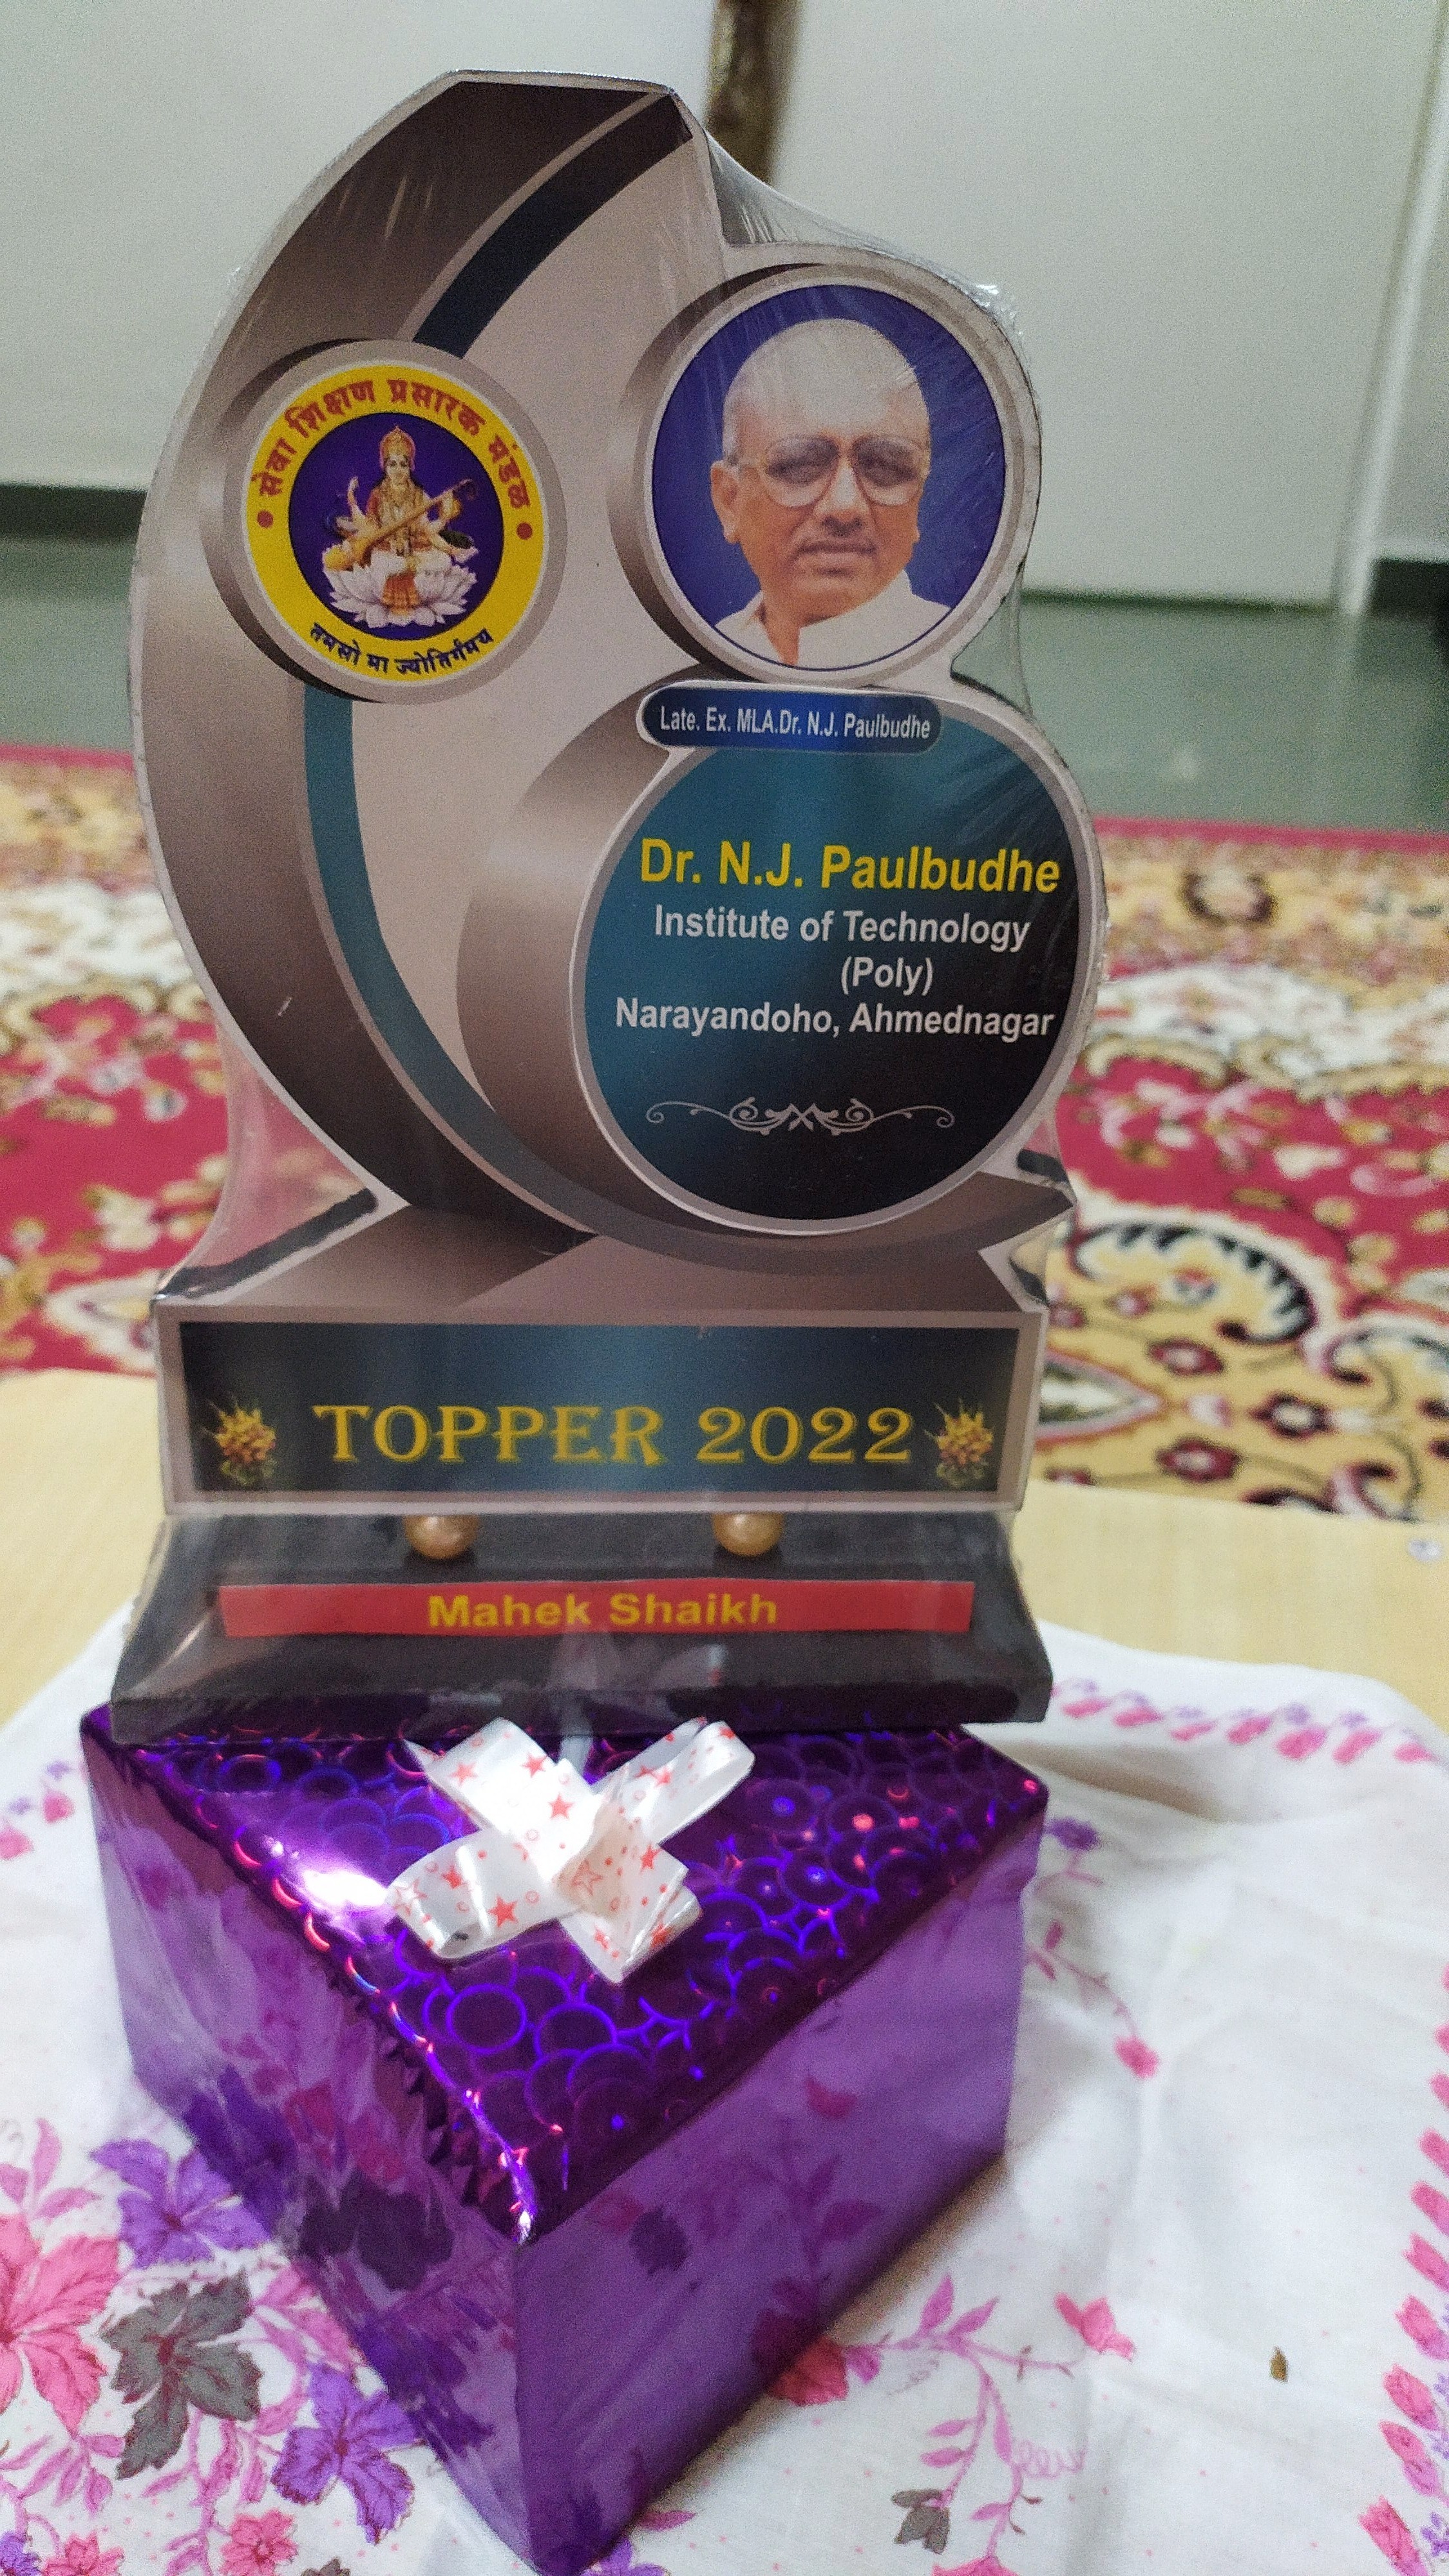 सेवा शिक्षण प्रसारक मंडळ
तमसो मा ज्योतिर्गमय
Late. Ex. MLA.Dr. N.J. Paulbudhe
Dr. N.J. Paulbudhe
Institute of Technology
(Poly)
Narayandoho, Ahmednagar
TOPPER 2022
Mahek Shaikh